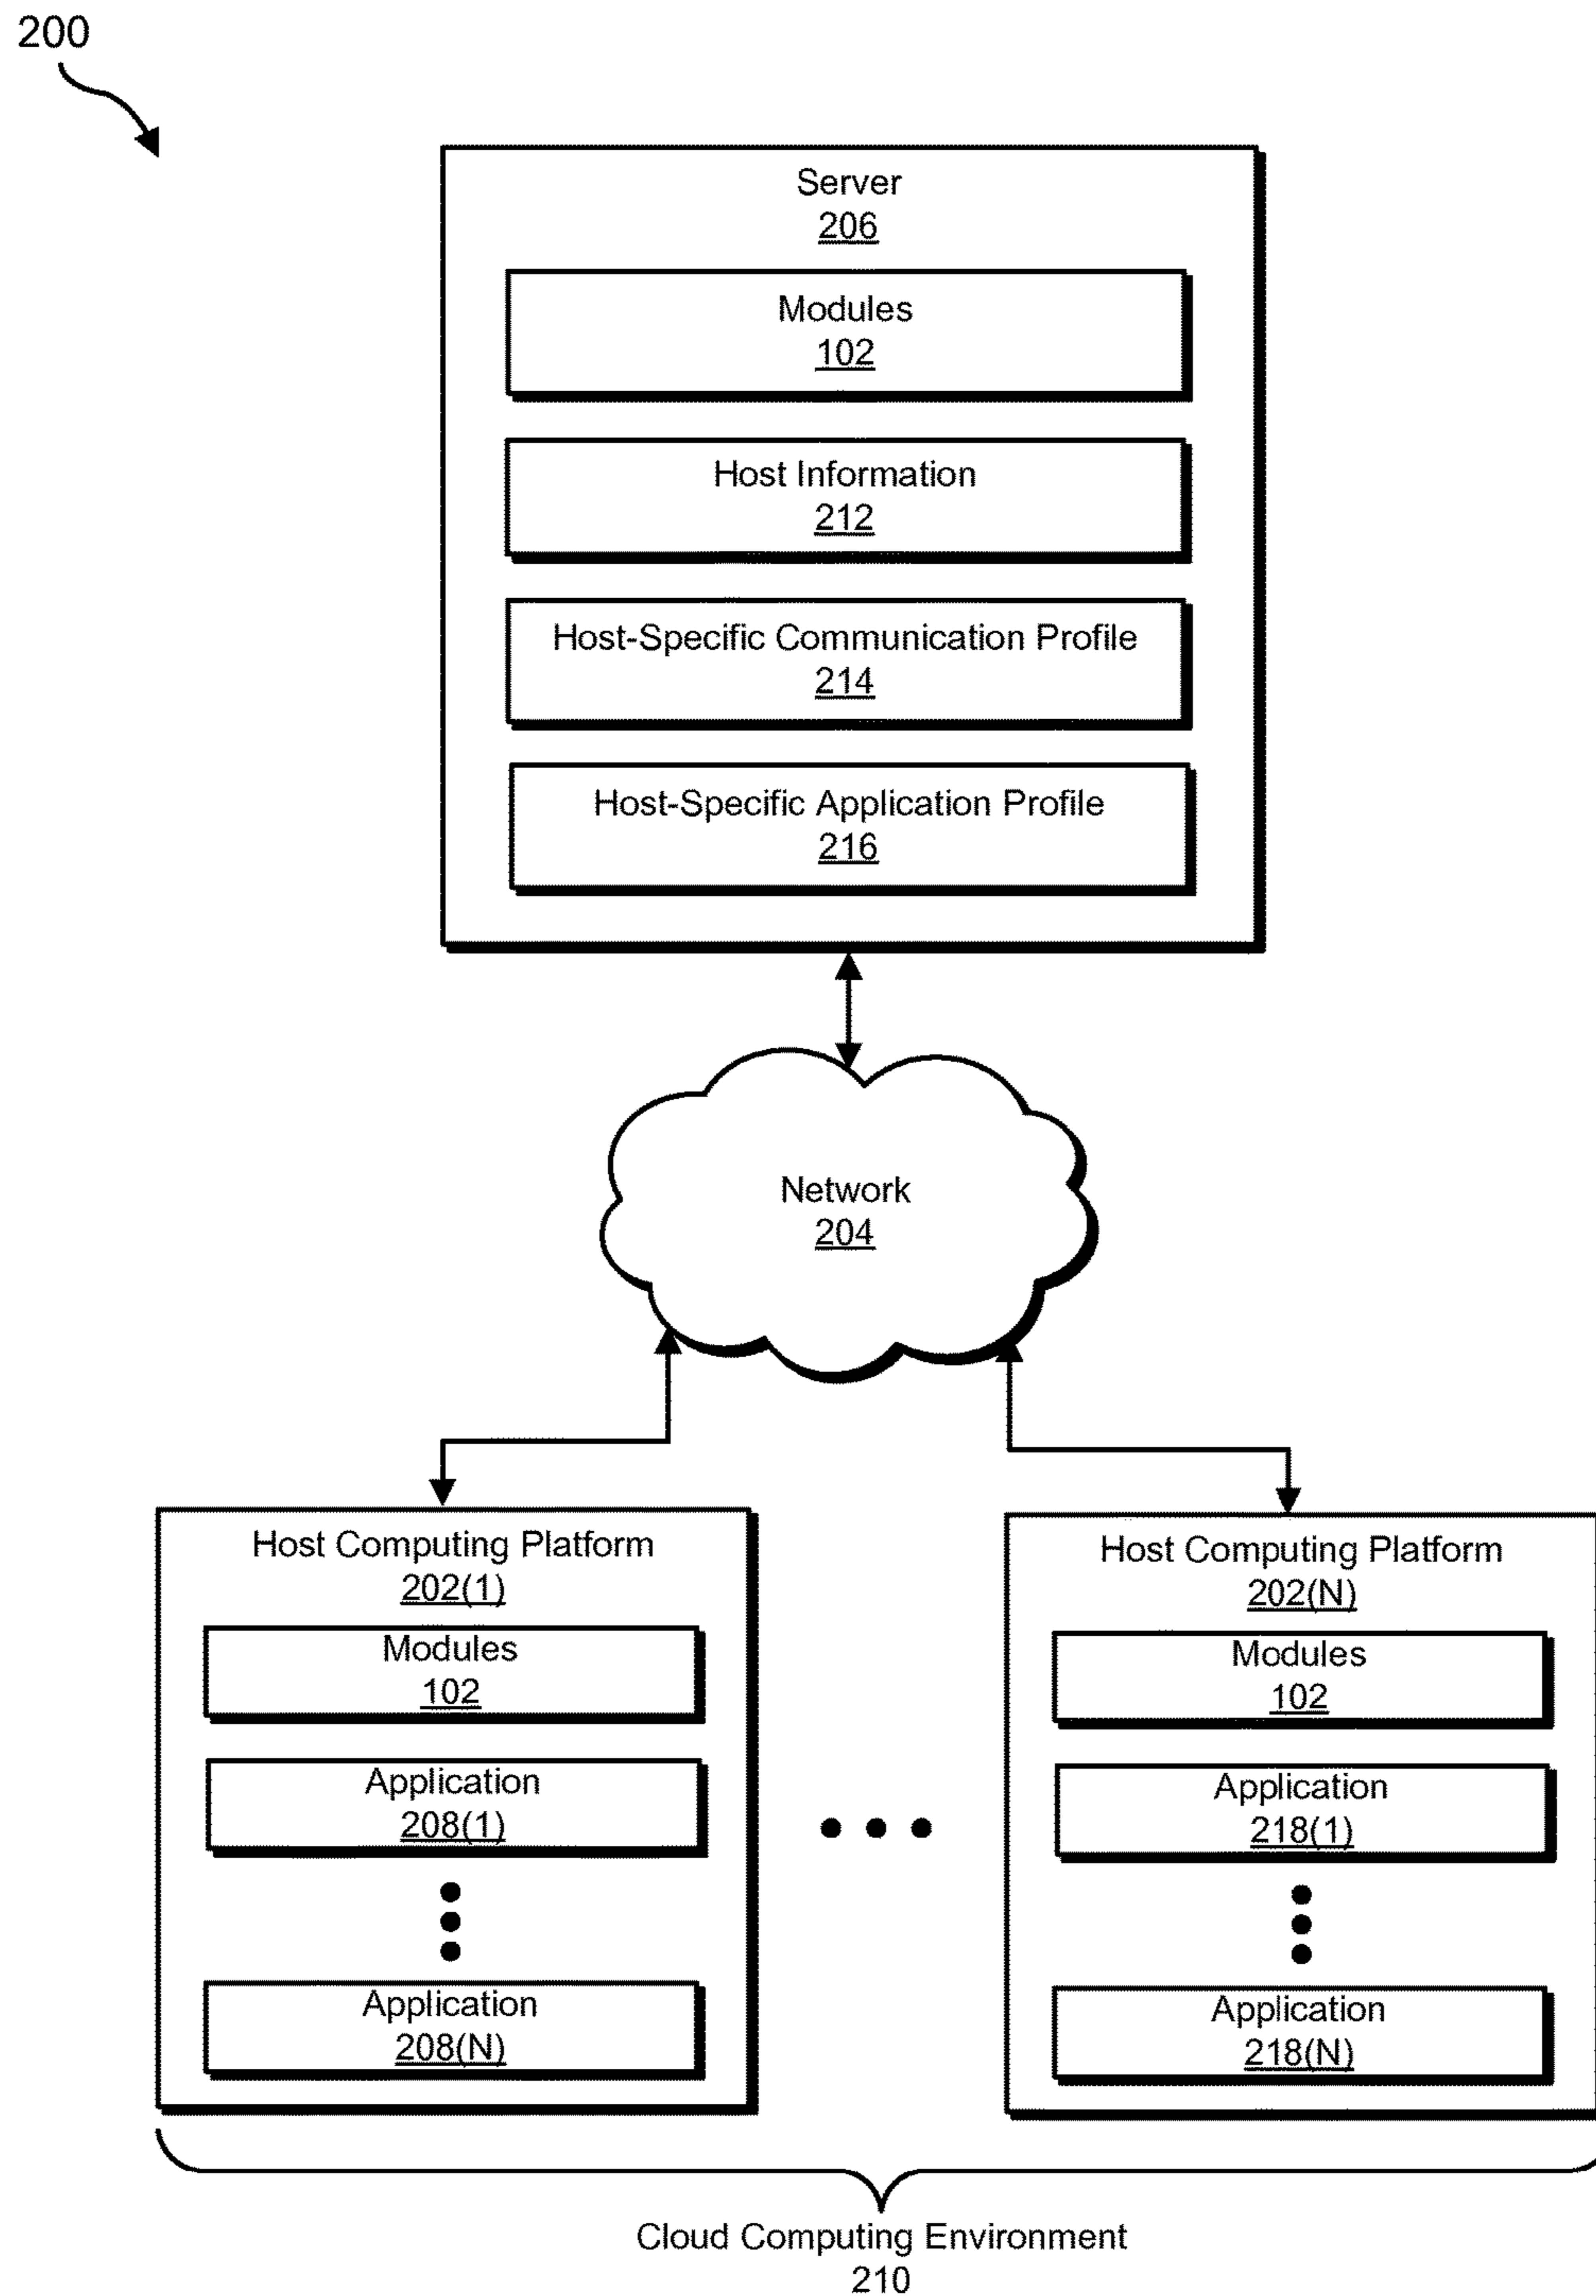 200
Server
206
Modules
102
Host Information
212
Host-Specific Communication Profile
214
Host-Specific Application Profile
216
Network
204
Host Computing Platform
202(1)
Modules
102
Application
208(1)
Application
208(N)
Host Computing Platform
202(N)
Modules
102
Application
218(1)
Application
218(N)
Cloud Computing Environment
210